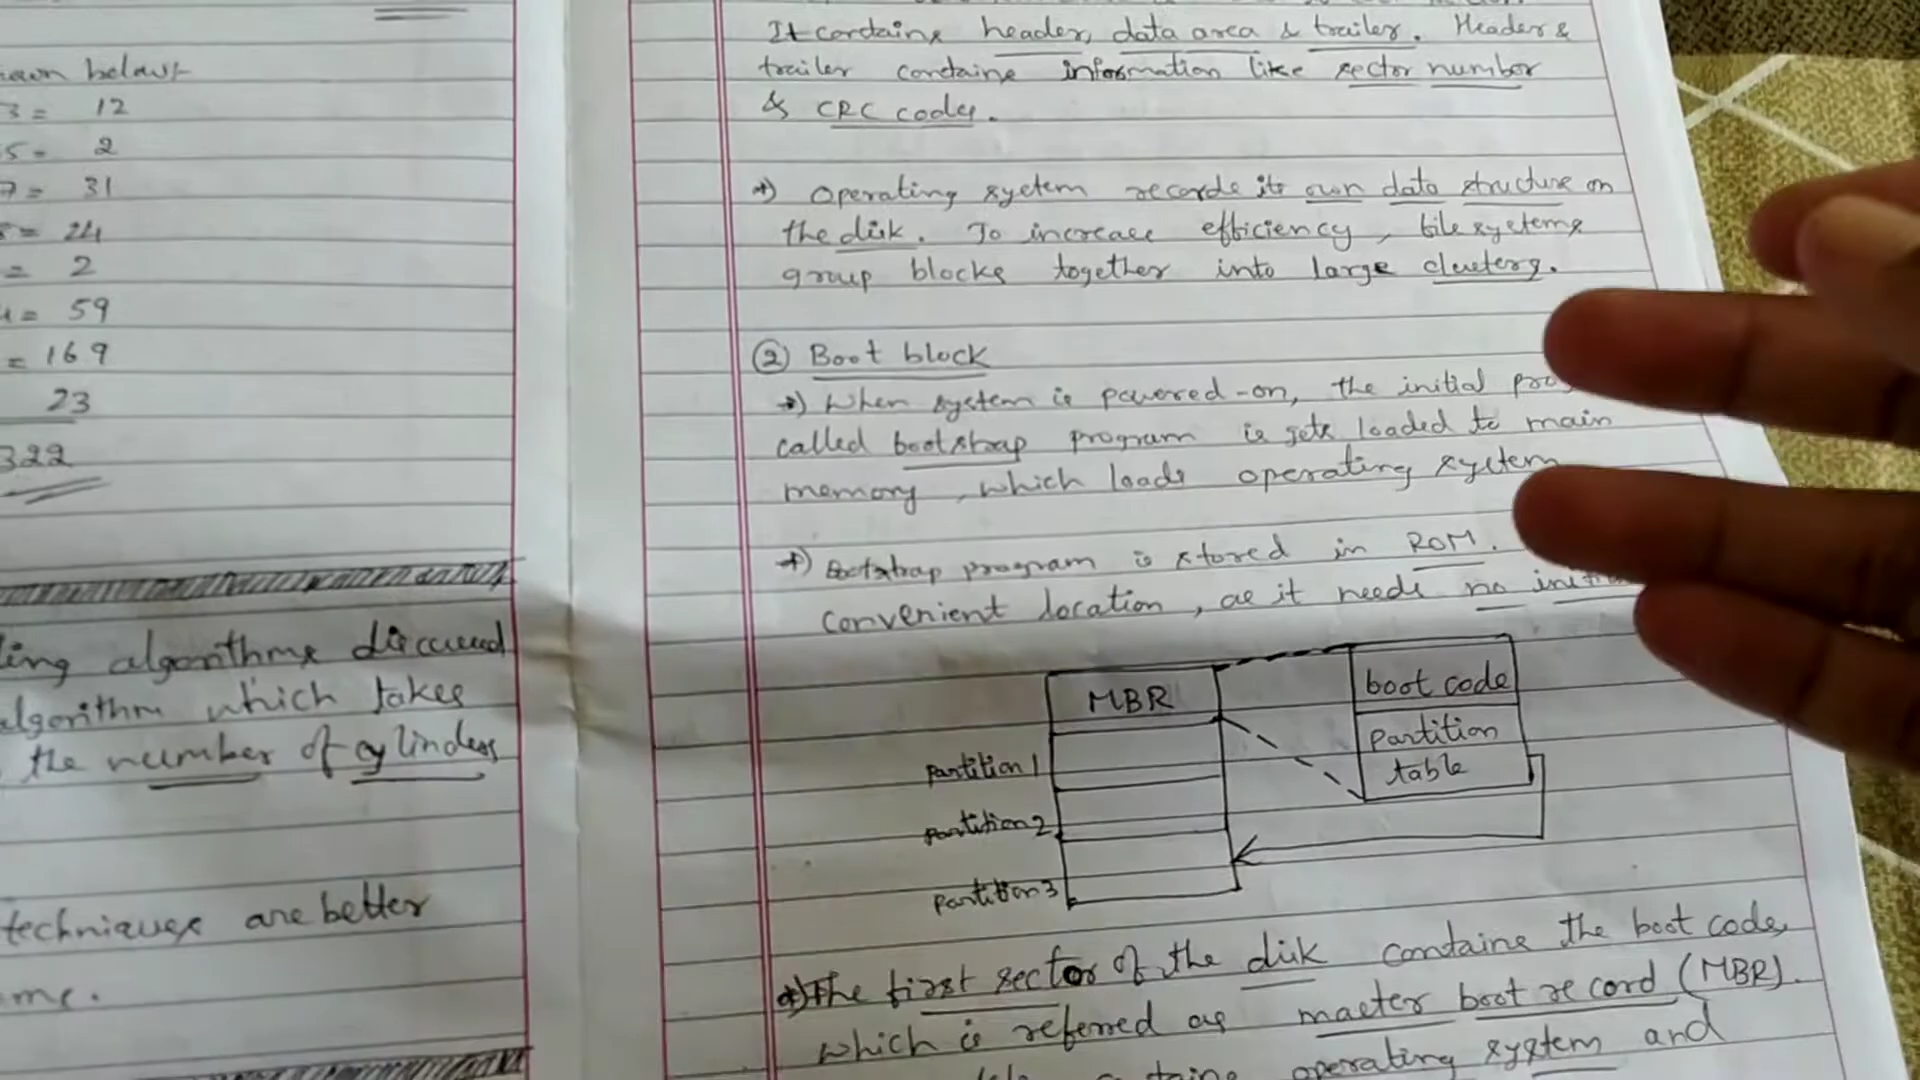 own below:-
3 = 12
5 = 2
7 = 31
= 24
= 2
= 59
= 169
23
322
ling algorithms discussed
algorithm which takes
the number of cylinders
techniques are better
me.
It contains header, data area & trailer. Header &
trailer contains information like sector number
& CRC codes.
*) Operating system records its own data structure on
the disk. To increase efficiency, file systems
group blocks together into large clusters.
② Boot block
*) When system is powered-on, the initial
called bootstrap program is gets loaded to main
memory, which loads operating system
*) Bootstrap program is stored in ROM.
convenient location, as it needs no
MBR
boot code
partition
table
partition 1
partition 2
partition 3
*) The first sector of the disk contains the boot code,
which is referred as master boot record (MBR).
operating system and